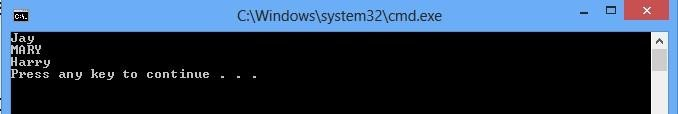 C:\Windows\system32\cmd.exe
Jay
MARY
Harry
Press any key to continue . . .